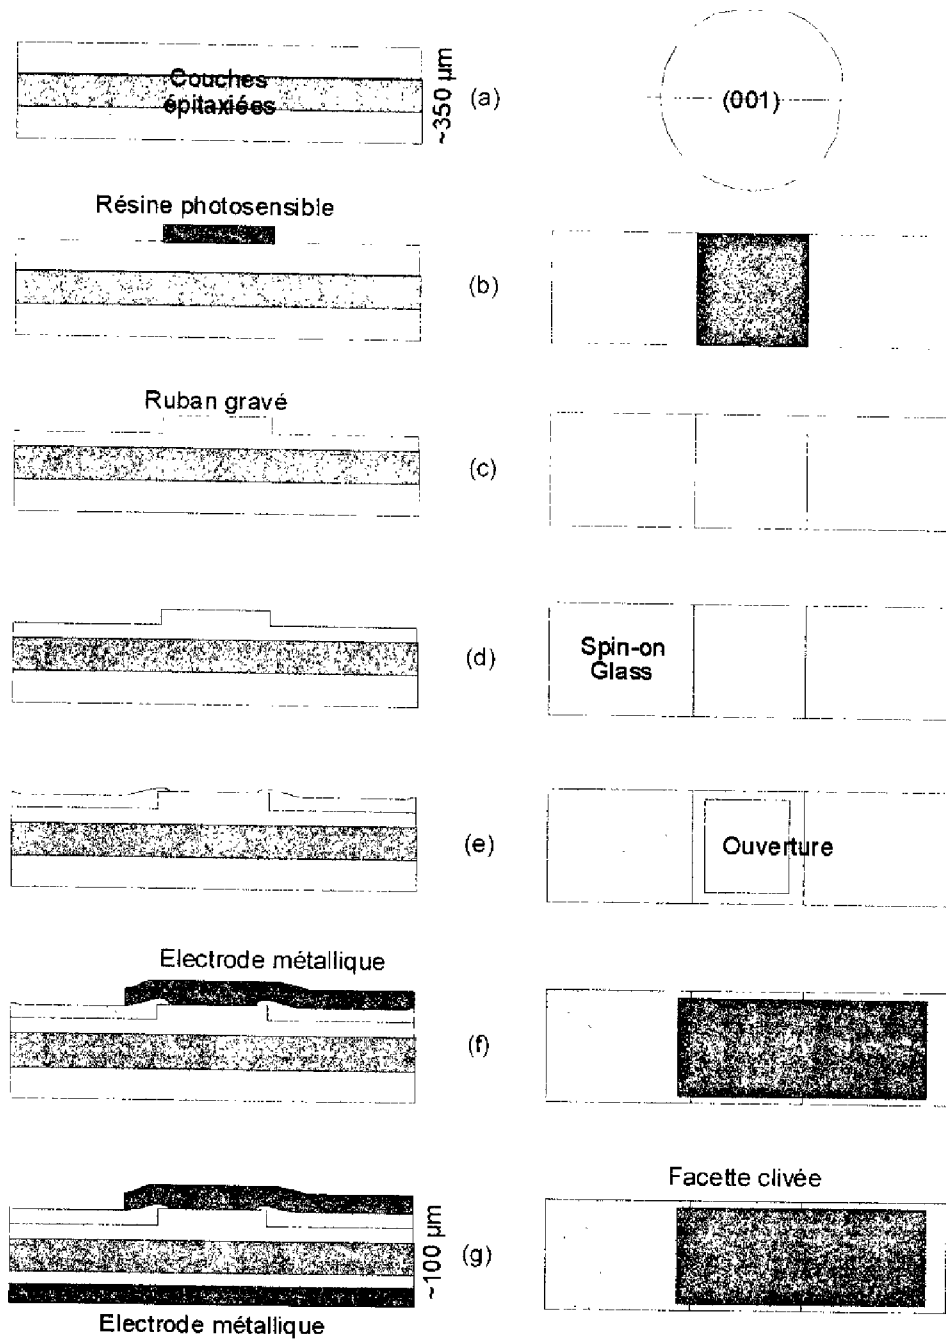 Couches
épitaxiées
~350 µm
(a)
(001)
Résine photosensible
(b)
Ruban gravé
(c)
(d)
Spin-on
Glass
(e)
Ouverture
Electrode métallique
(f)
Facette clivée
~100 µm
(g)
Electrode métallique